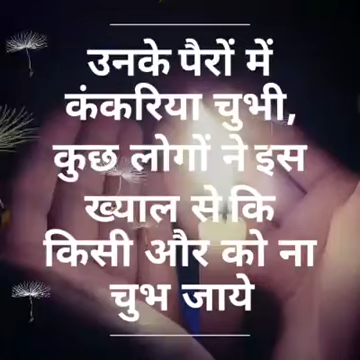 उनके पैरों में
कंकरिया चुभी,
कुछ लोगों ने इस
ख्याल से कि
किसी और को ना
चुभ जाये